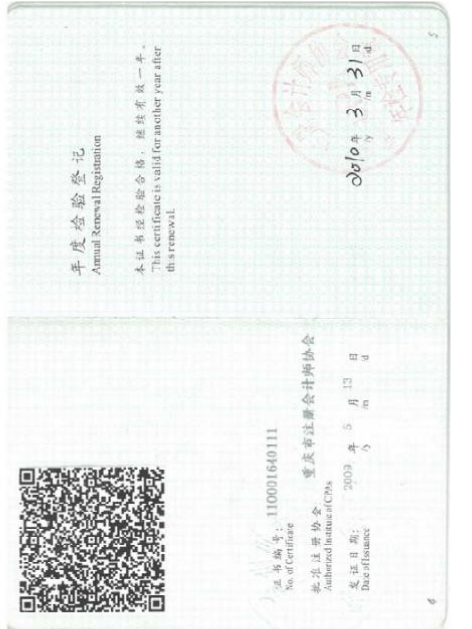 年度检验登记
Annual Renewal Registration
本证书经检验合格，继续有效一年。
This certificate is valid for another year after
this renewal.
2010 年 3 月 31 日
/y /m /d
5
证书编号： 110001640111
No. of Certificate
批准注册协会 重庆市注册会计师协会
Authorized Institute of CPAs
发证日期： 2009 年 5 月 13 日
Date of Issuance /y /m /d